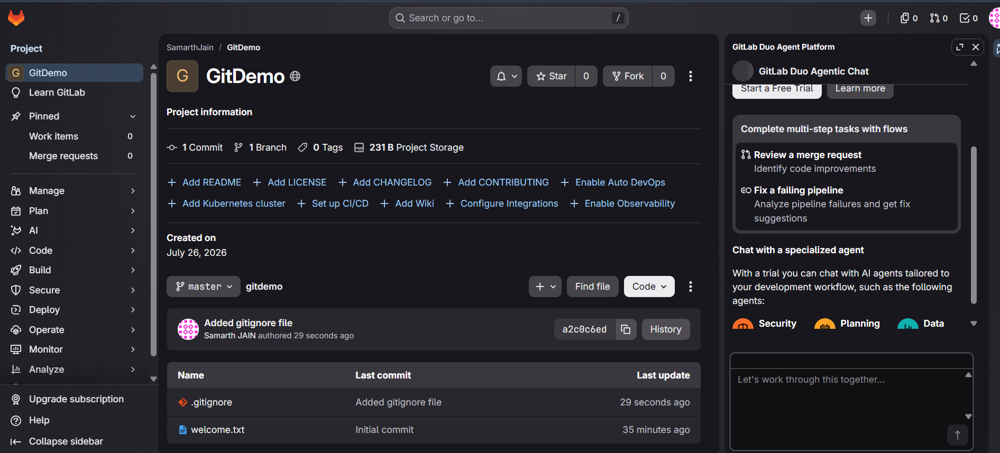 Search or go to...
/
0
0
0
Project
G
GitDemo
Learn GitLab
Pinned
Work items
0
Merge requests
0
Manage
Plan
AI
Code
Build
Secure
Deploy
Operate
Monitor
Analyze
Upgrade subscription
Help
Collapse sidebar
SamarthJain / GitDemo
G
GitDemo
Star
0
Fork
0
Project information
1 Commit
1 Branch
0 Tags
231 B Project Storage
Add README
Add LICENSE
Add CHANGELOG
Add CONTRIBUTING
Enable Auto DevOps
Add Kubernetes cluster
Set up CI/CD
Add Wiki
Configure Integrations
Enable Observability
Created on
July 26, 2026
master
gitdemo
Find file
Code
Added gitignore file
Samarth JAIN authored 29 seconds ago
a2c0c6ed
History
Name
Last commit
Last update
.gitignore
Added gitignore file
29 seconds ago
welcome.txt
Initial commit
35 minutes ago
GitLab Duo Agent Platform
GitLab Duo Agentic Chat
Start a Free Trial
Learn more
Complete multi-step tasks with flows
Review a merge request
Identify code improvements
Fix a failing pipeline
Analyze pipeline failures and get fix
suggestions
Chat with a specialized agent
With a trial you can chat with AI agents tailored to
your development workflow, such as the following
agents:
Security
Planning
Data
Let's work through this together...